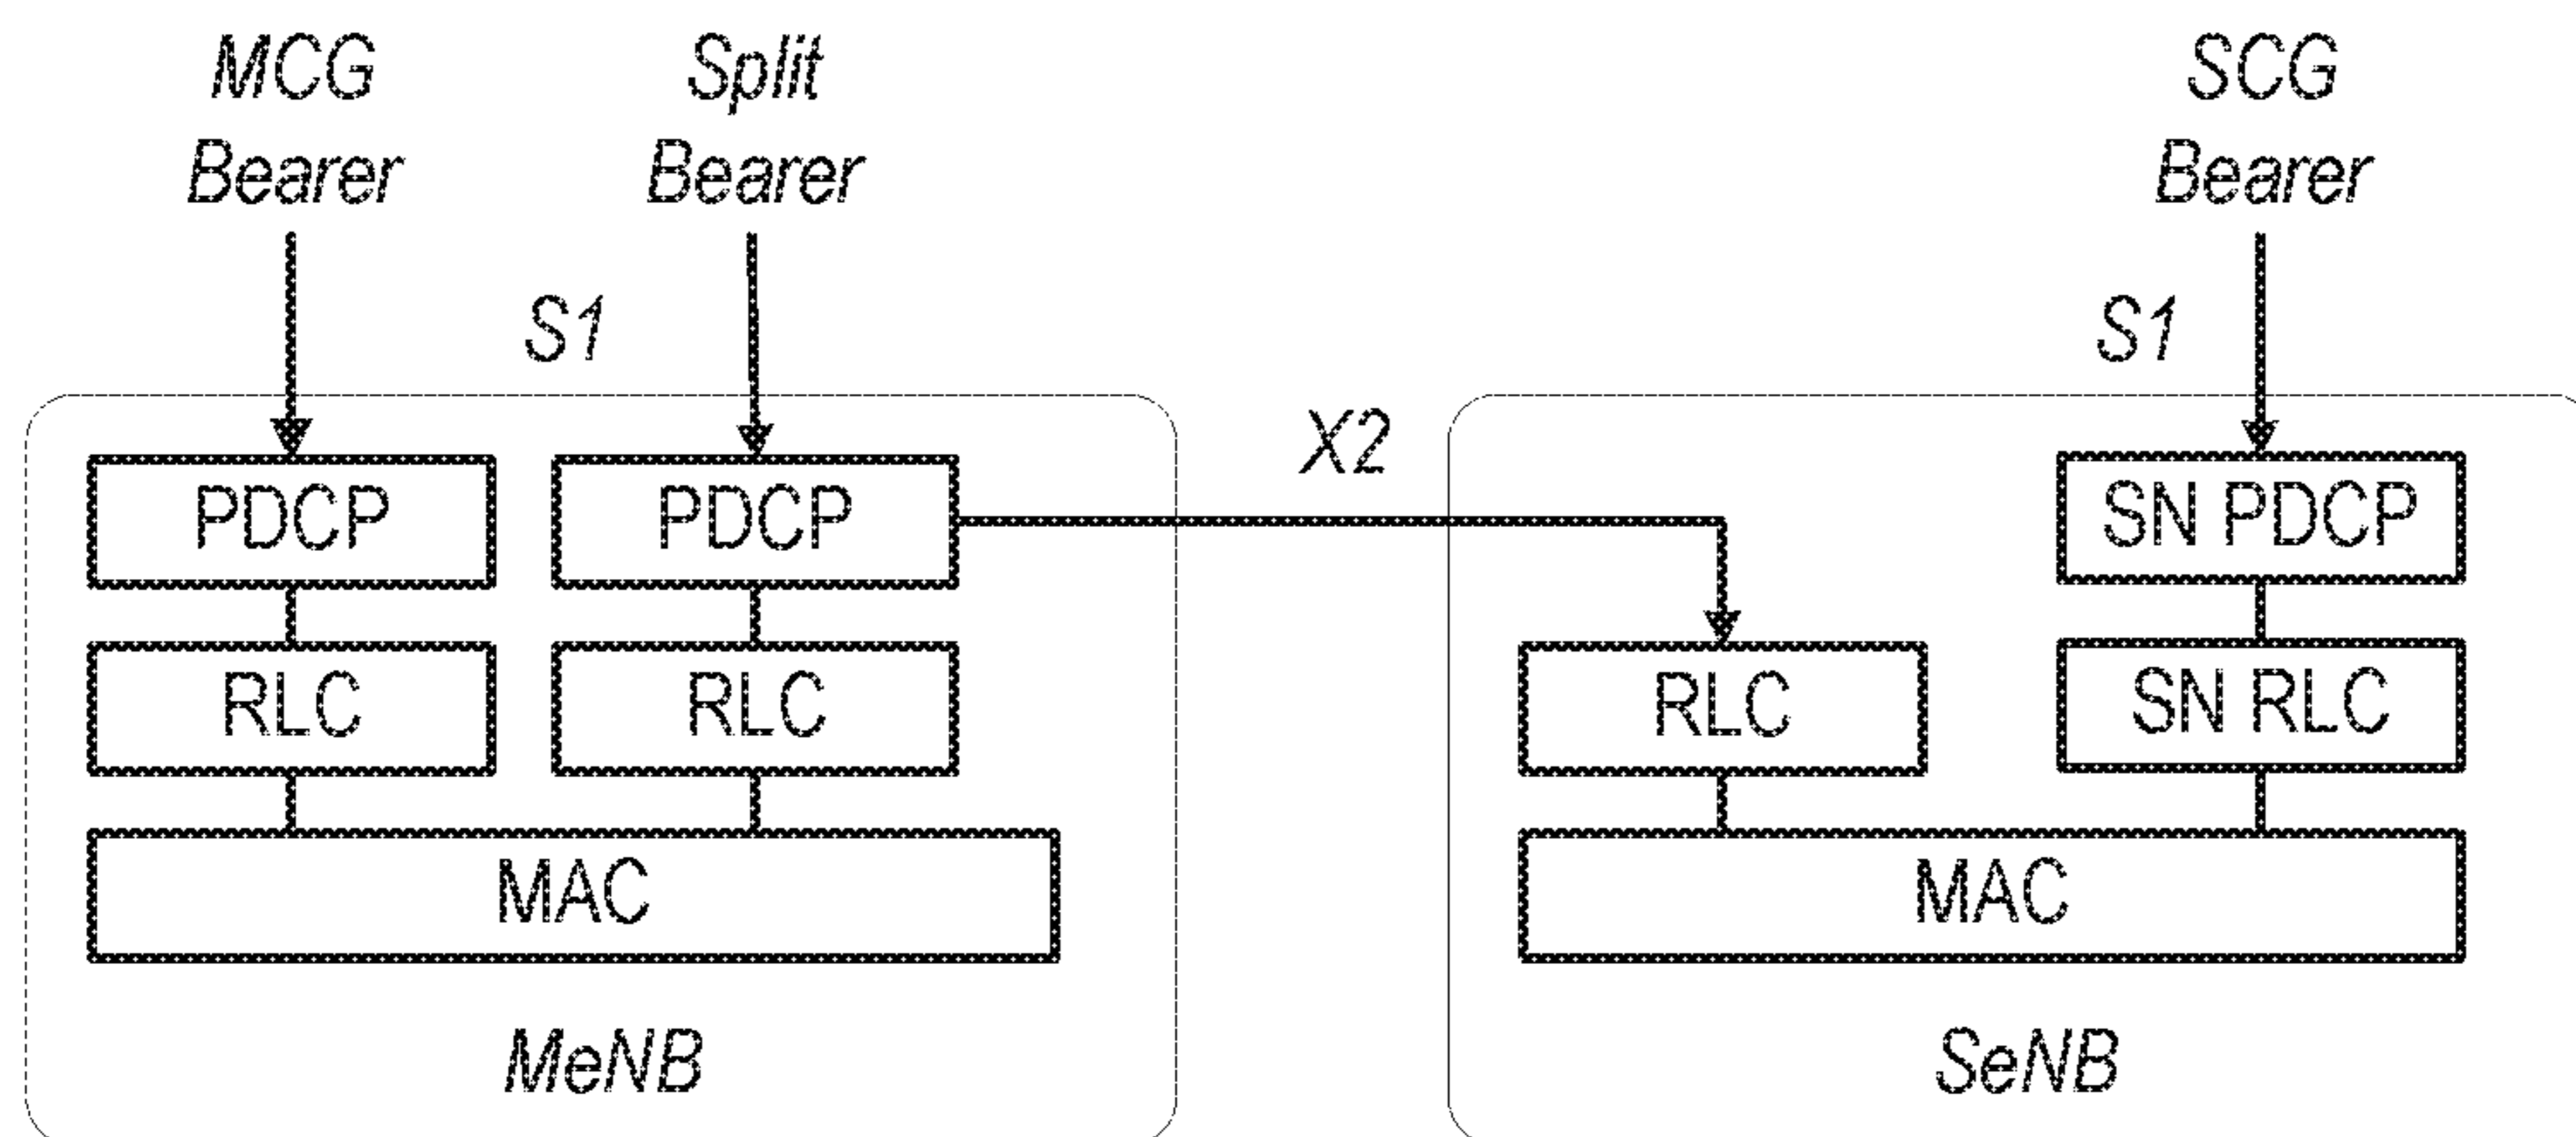 MCG
Bearer
Split
Bearer
SCG
Bearer
S1
S1
X2
PDCP
PDCP
SN PDCP
RLC
RLC
RLC
SN RLC
MAC
MAC
MeNB
SeNB